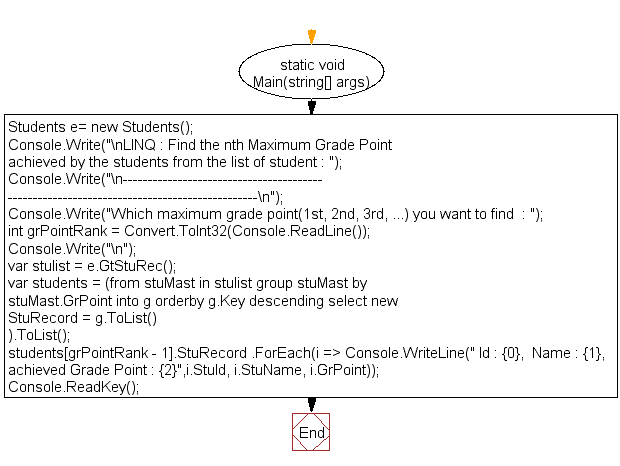 static void
Main(string[] args)
Students e= new Students();
Console.Write("\nLINQ : Find the nth Maximum Grade Point
achieved by the students from the list of student : ");
Console.Write("\n----------------------------------------
--------------------------------------------------\n");
Console.Write("Which maximum grade point(1st, 2nd, 3rd, ...) you want to find  : ");
int grPointRank = Convert.ToInt32(Console.ReadLine());
Console.Write("\n");
var stulist = e.GtStuRec();
var students = (from stuMast in stulist group stuMast by
stuMast.GrPoint into g orderby g.Key descending select new
StuRecord = g.ToList()
).ToList();
students[grPointRank - 1].StuRecord .ForEach(i => Console.WriteLine(" Id : {0},  Name : {1},
achieved Grade Point : {2}",i.StuId, i.StuName, i.GrPoint));
Console.ReadKey();
End